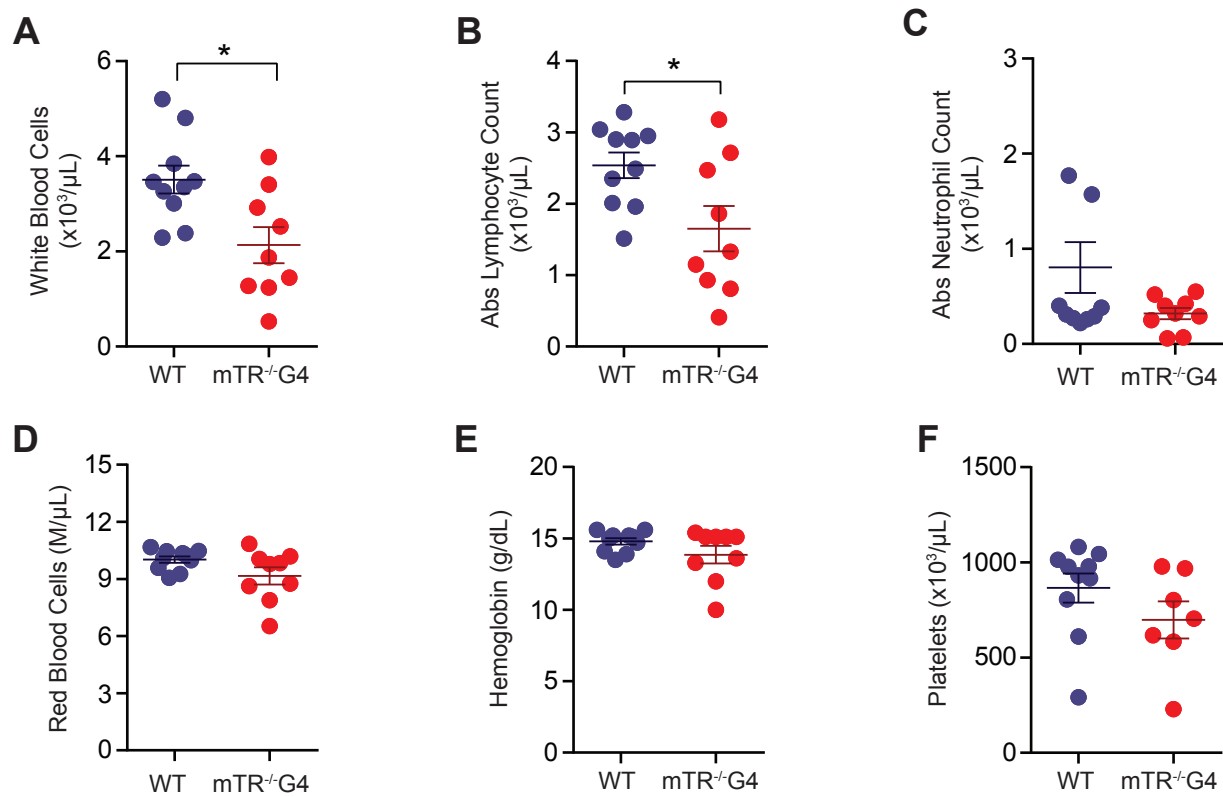 A
White Blood Cells
(x10³/µL)
6
4
2
0
*
WT
mTR⁻/⁻G4
B
Abs Lymphocyte Count
(x10³/µL)
4
3
2
1
0
*
WT
mTR⁻/⁻G4
C
Abs Neutrophil Count
(x10³/µL)
3
2
1
0
WT
mTR⁻/⁻G4
D
Red Blood Cells (M/µL)
15
12
9
6
3
0
WT
mTR⁻/⁻G4
E
Hemoglobin (g/dL)
20
15
10
5
0
WT
mTR⁻/⁻G4
F
Platelets (x10³/µL)
1500
1000
500
0
WT
mTR⁻/⁻G4